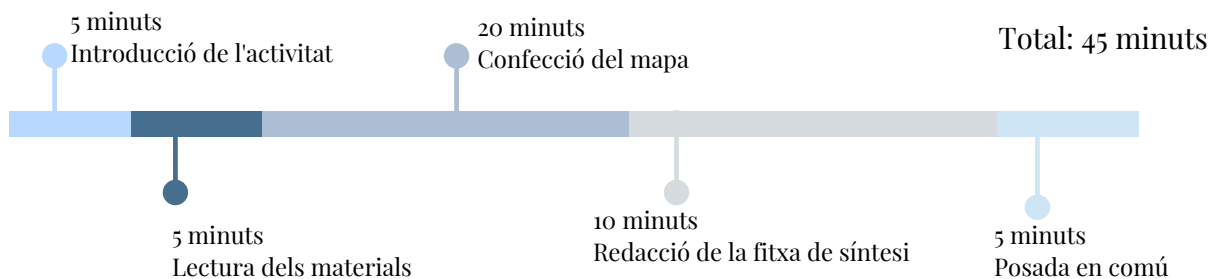 5 minuts
Introducció de l'activitat
20 minuts
Confecció del mapa
Total: 45 minuts
5 minuts
Lectura dels materials
10 minuts
Redacció de la fitxa de síntesi
5 minuts
Posada en comú